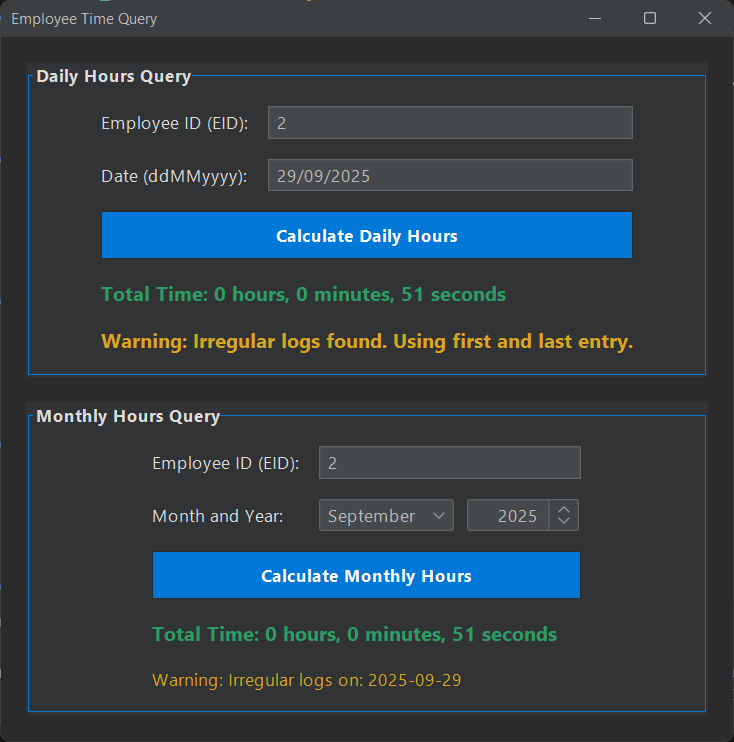 Employee Time Query
Daily Hours Query
Employee ID (EID): 2
Date (ddMMyyyy): 29/09/2025
Calculate Daily Hours
Total Time: 0 hours, 0 minutes, 51 seconds
Warning: Irregular logs found. Using first and last entry.
Monthly Hours Query
Employee ID (EID): 2
Month and Year: September 2025
Calculate Monthly Hours
Total Time: 0 hours, 0 minutes, 51 seconds
Warning: Irregular logs on: 2025-09-29